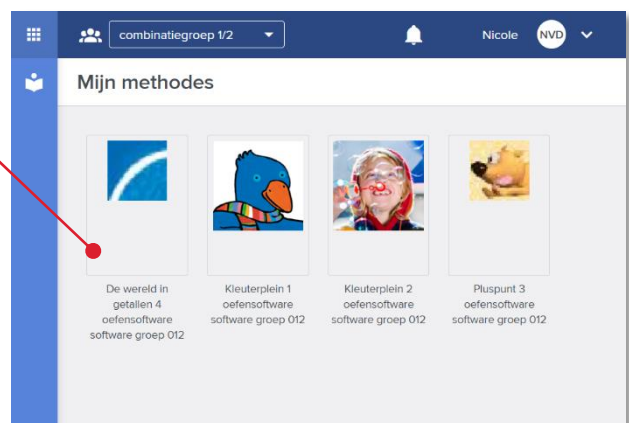 combinatiegroep 1/2
Nicole
NVD
Mijn methodes
De wereld in
getallen 4
oefensoftware
software groep 012
Kleuterplein 1
oefensoftware
software groep 012
Kleuterplein 2
oefensoftware
software groep 012
Pluspunt 3
oefensoftware
software groep 012